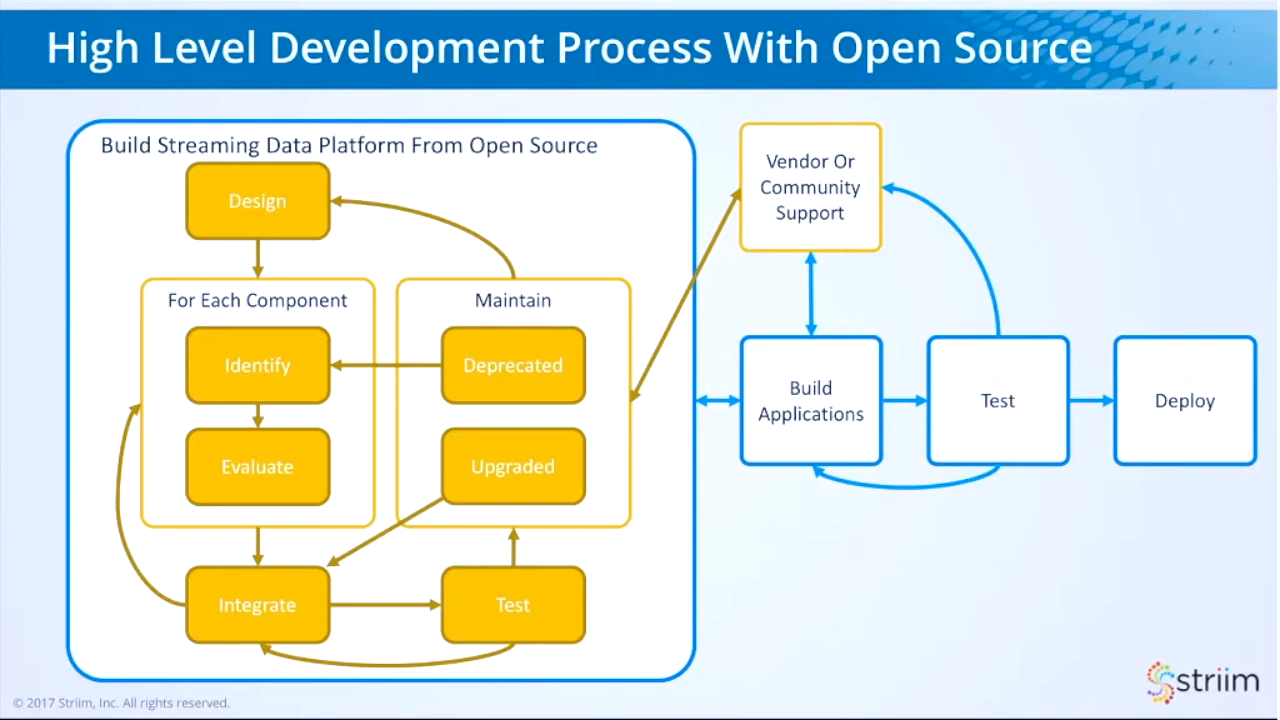 High Level Development Process With Open Source
Build Streaming Data Platform From Open Source
Design
For Each Component
Identify
Evaluate
Maintain
Deprecated
Upgraded
Integrate
Test
Vendor Or
Community
Support
Build
Applications
Test
Deploy
© 2017 Striim, Inc. All rights reserved.
striim